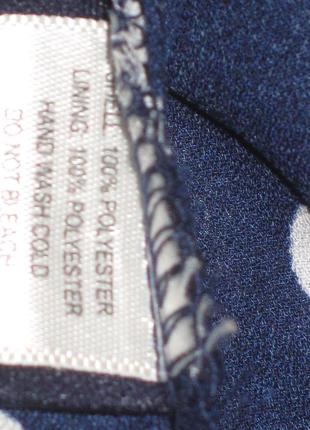 SHELL 100% POLYESTER
LINING 100% POLYESTER
HAND WASH COLD
DO NOT BLEACH